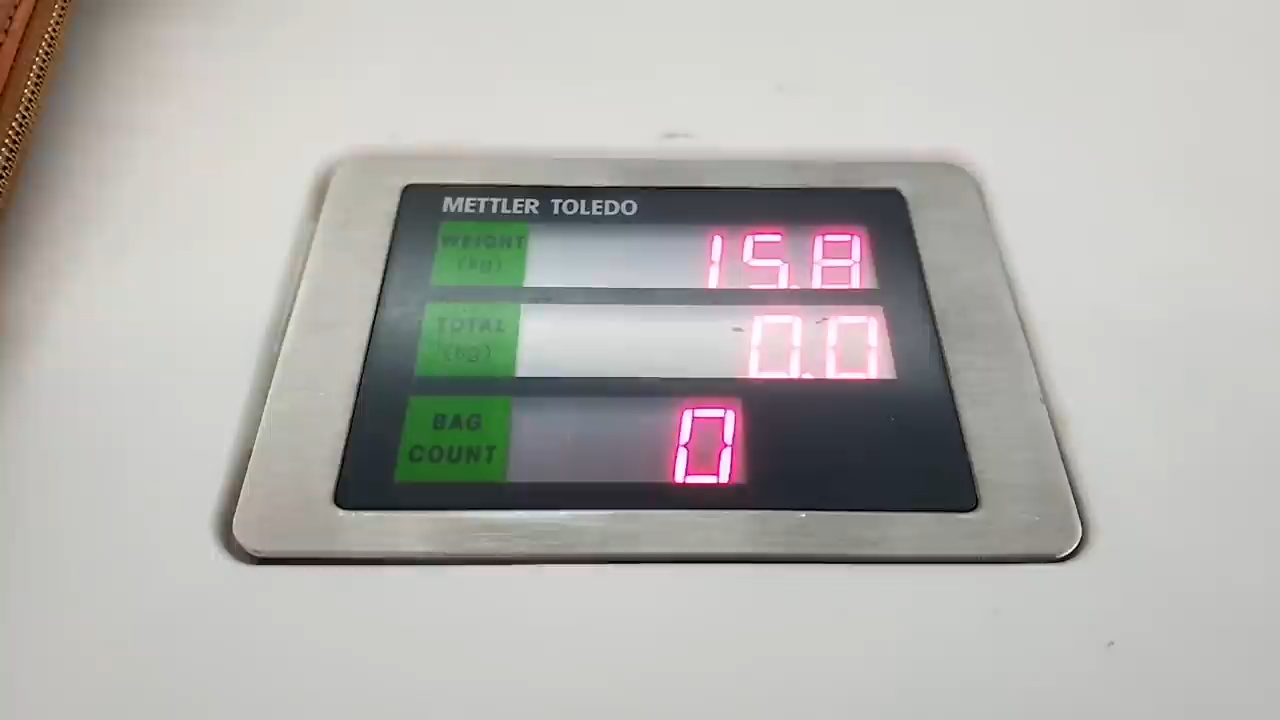 METTLER TOLEDO
WEIGHT 15.8
(kg)
TOTAL 0.0
(kg)
BAG 0
COUNT